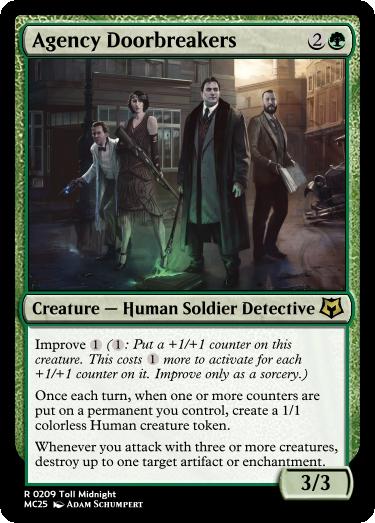 Agency Doorbreakers 2
Creature — Human Soldier Detective
Improve 1 (1: Put a +1/+1 counter on this
creature. This costs 1 more to activate for each
+1/+1 counter on it. Improve only as a sorcery.)
Once each turn, when one or more counters are
put on a permanent you control, create a 1/1
colorless Human creature token.
Whenever you attack with three or more creatures,
destroy up to one target artifact or enchantment.
3/3
R 0209 Toll Midnight
MC25 Adam Schumpert